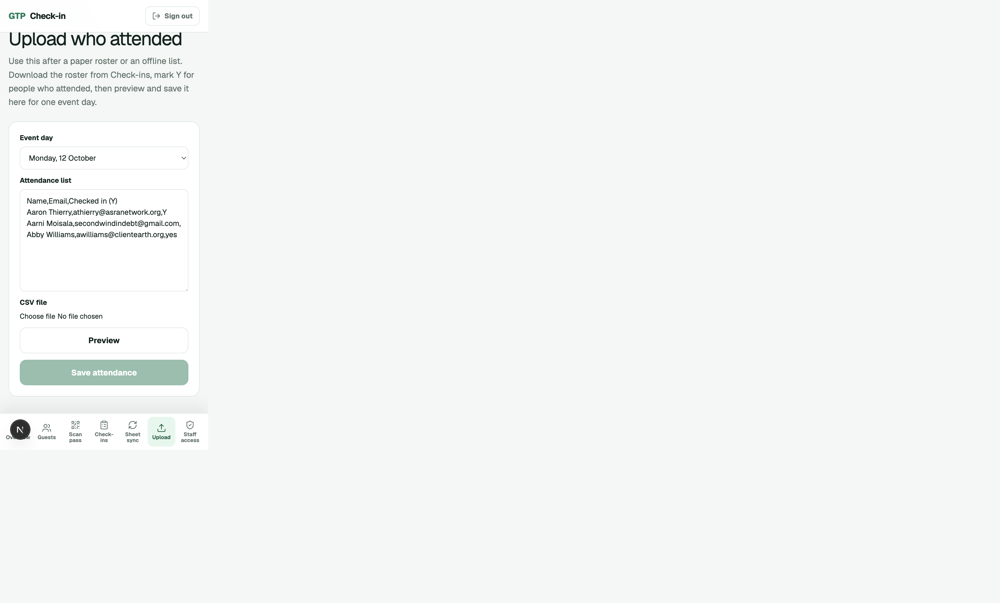 GTP Check-in
Sign out
Upload who attended
Use this after a paper roster or an offline list.
Download the roster from Check-ins, mark Y for
people who attended, then preview and save it
here for one event day.
Event day
Monday, 12 October
Attendance list
Name,Email,Checked in (Y)
Aaron Thierry,athierry@asranetwork.org,Y
Aarni Moisala,secondwindindebt@gmail.com,
Abby Williams,awilliams@clientearth.org,yes
CSV file
Choose file No file chosen
Preview
Save attendance
N
Guests
Scan
pass
Check-
ins
Sheet
sync
Upload
Staff
access